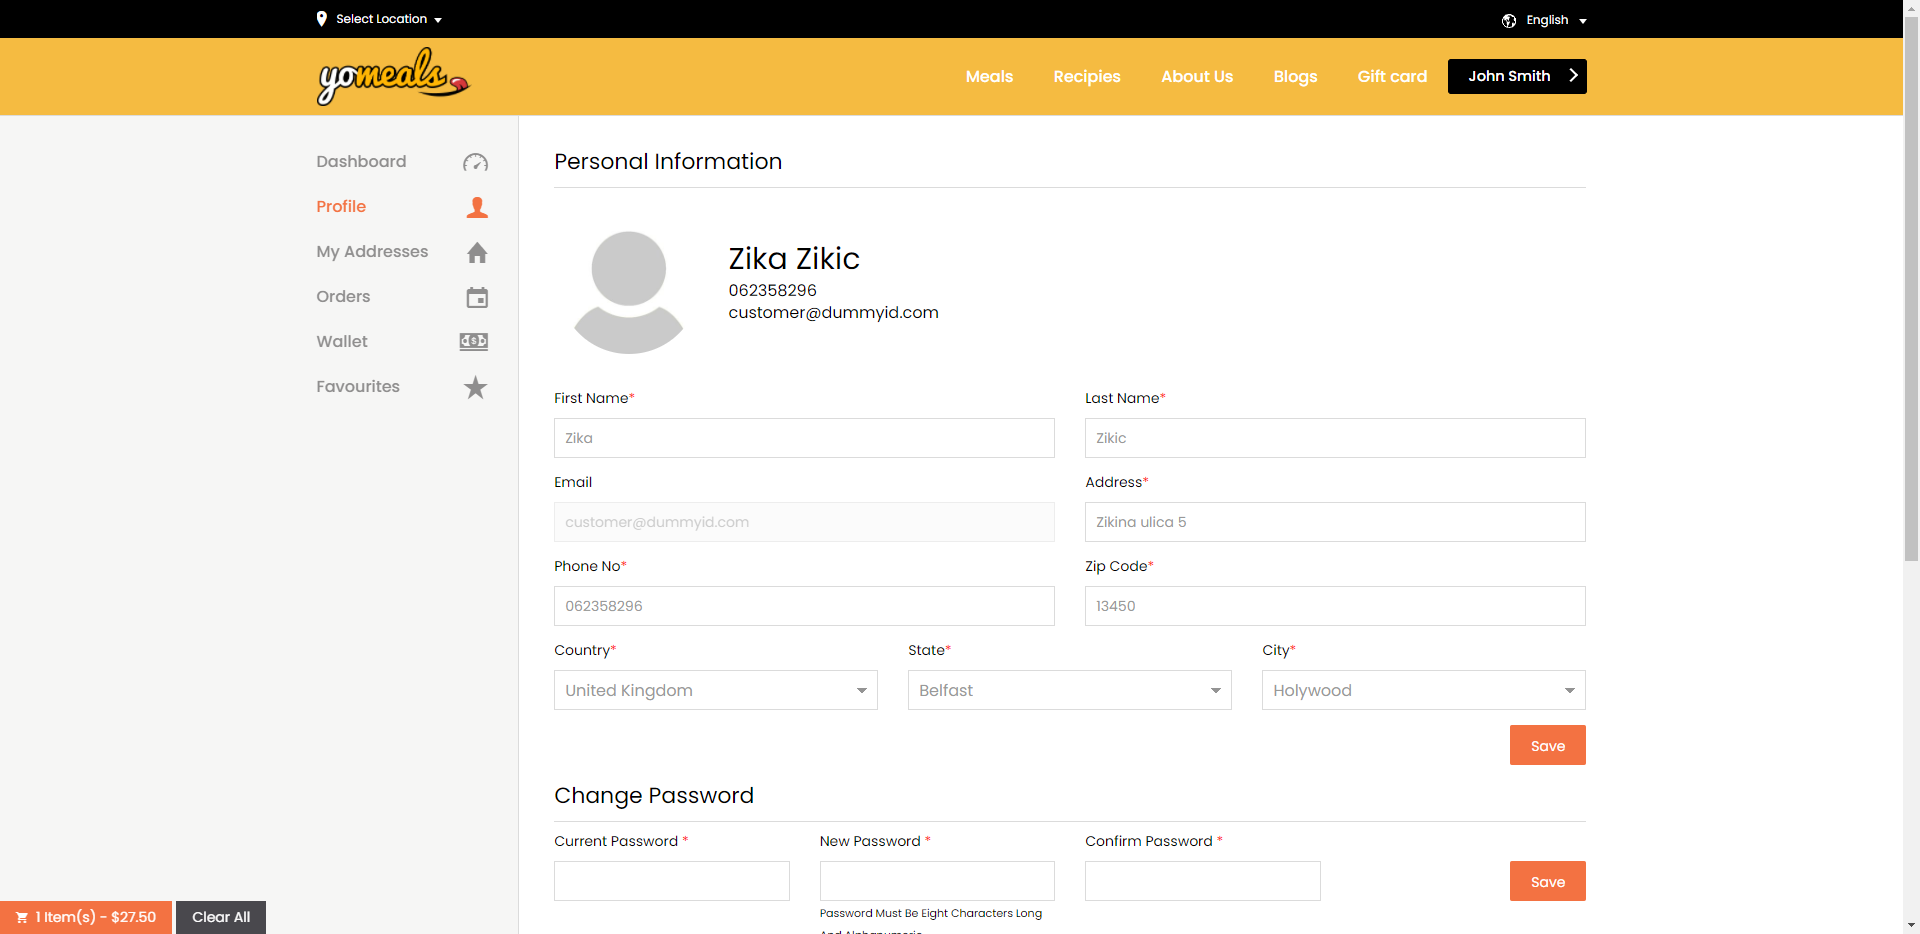 Select Location
English
yomeals
Meals
Recipies
About Us
Blogs
Gift card
John Smith
Dashboard
Profile
My Addresses
Orders
Wallet
Favourites
Personal Information
Zika Zikic
062358296
customer@dummyid.com
First Name*
Last Name*
Zika
Zikic
Email
Address*
customer@dummyid.com
Zikina ulica 5
Phone No*
Zip Code*
062358296
13450
Country*
State*
City*
United Kingdom
Belfast
Holywood
Save
Change Password
Current Password *
New Password *
Confirm Password *
Save
Password Must Be Eight Characters Long
And Alphanumeric
1 Item(s) - $27.50
Clear All